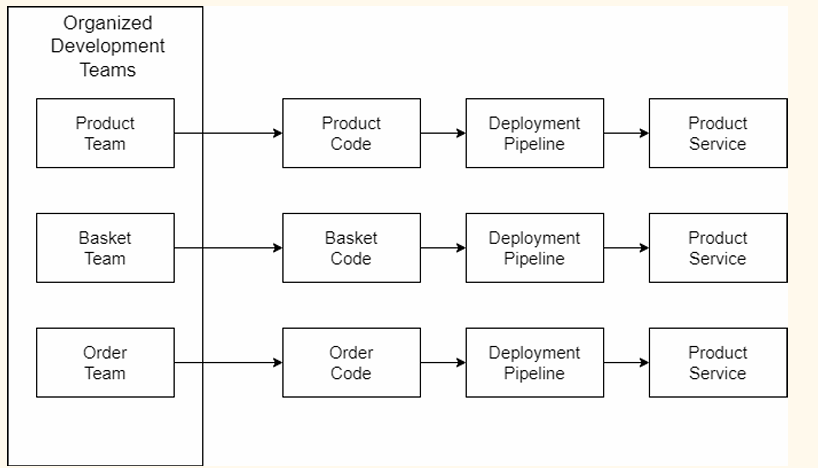 Organized
Development
Teams
Product
Team
Product
Code
Deployment
Pipeline
Product
Service
Basket
Team
Basket
Code
Deployment
Pipeline
Product
Service
Order
Team
Order
Code
Deployment
Pipeline
Product
Service